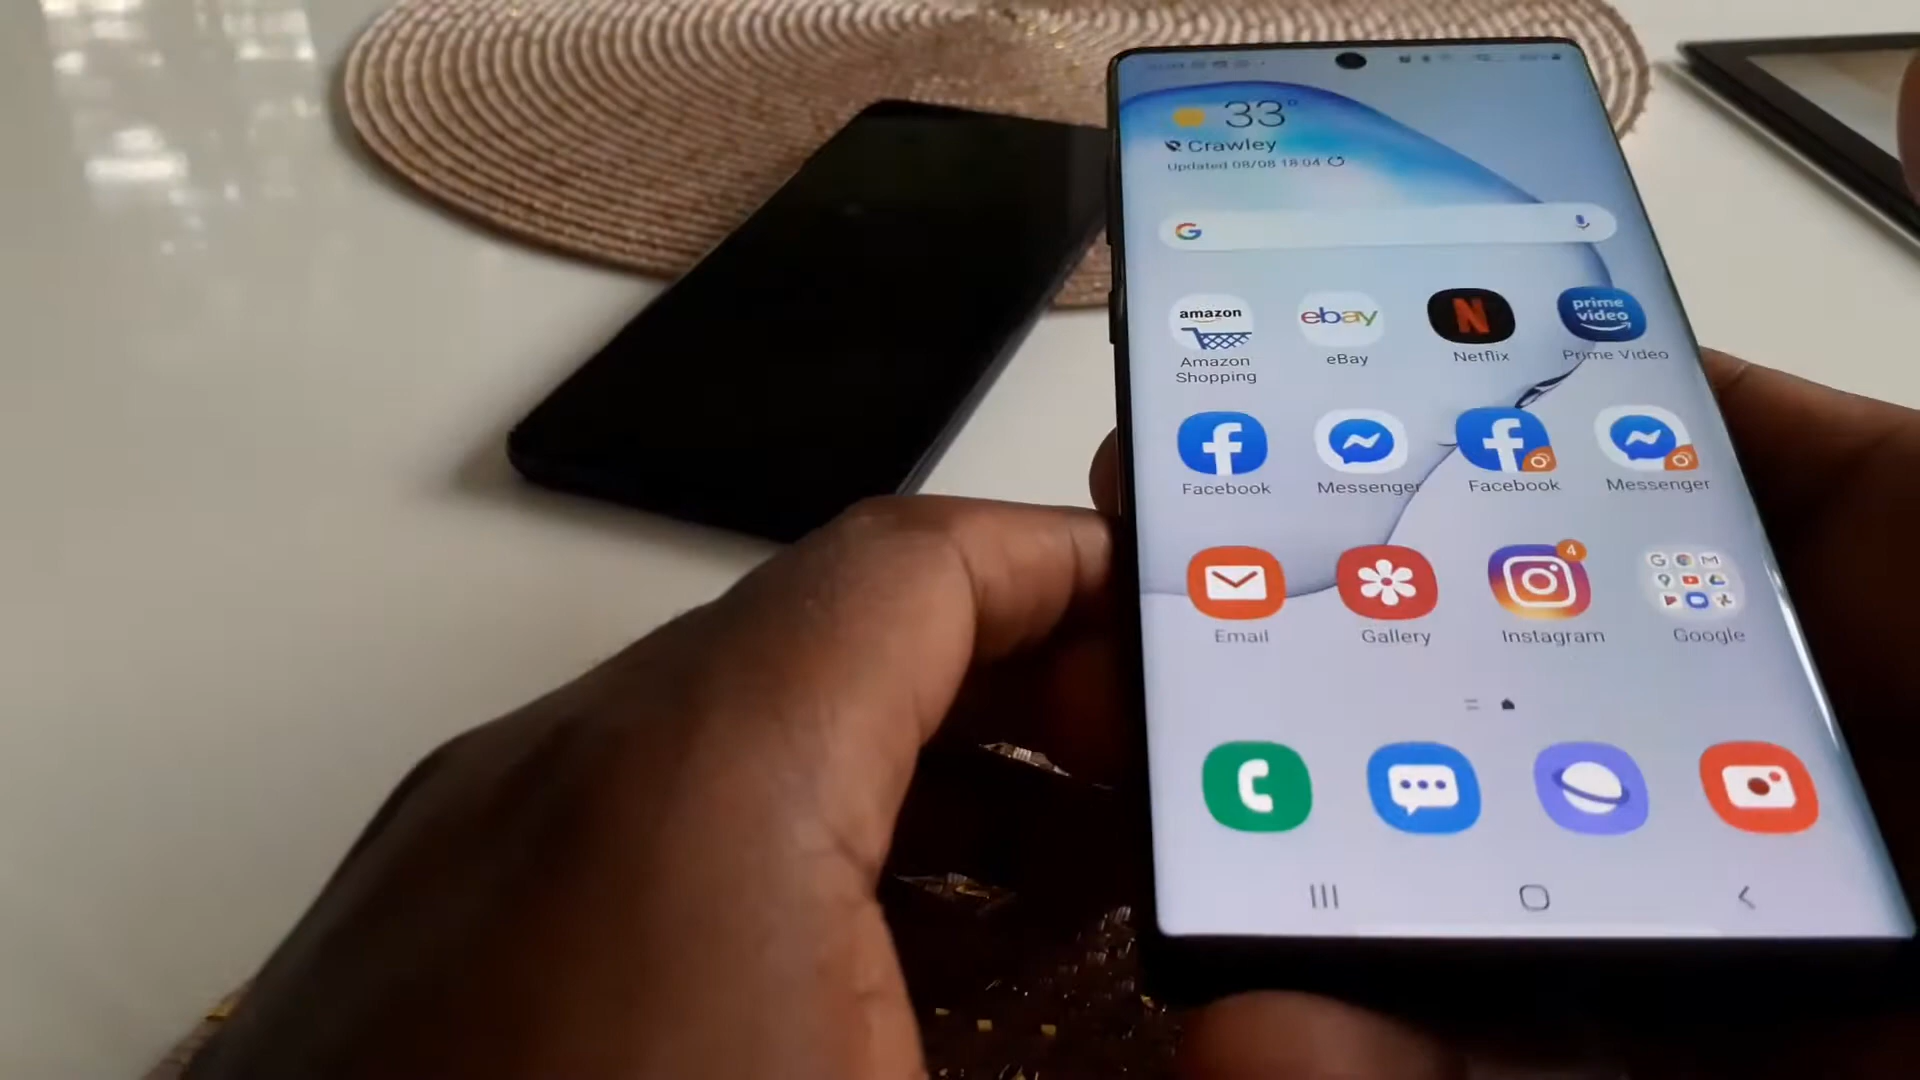 33°
Crawley
Updated 08/08 18:04
G
amazon
ebay
N
prime
video
Amazon
Shopping
eBay
Netflix
Prime Video
Facebook
Messenger
Facebook
Messenger
4
Email
Gallery
Instagram
Google